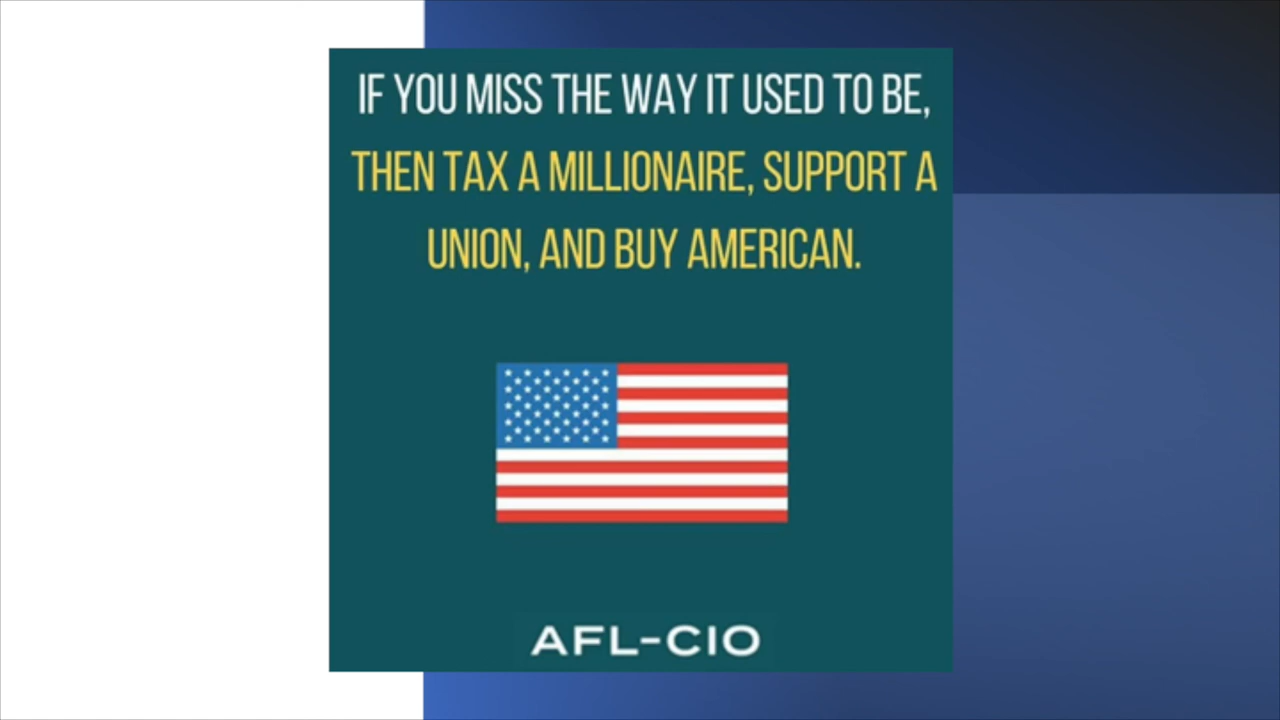 IF YOU MISS THE WAY IT USED TO BE,
THEN TAX A MILLIONAIRE, SUPPORT A
UNION, AND BUY AMERICAN.
AFL-CIO